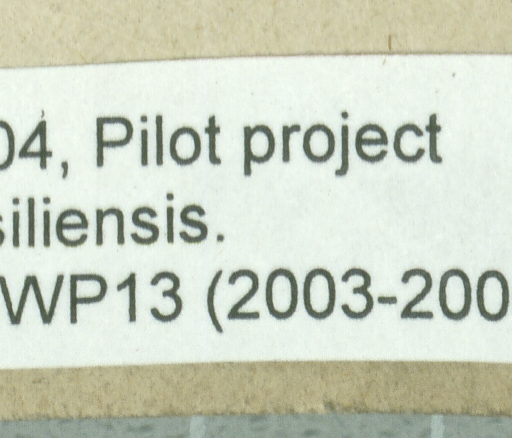 04, Pilot project
siliensis.
WP13 (2003-200